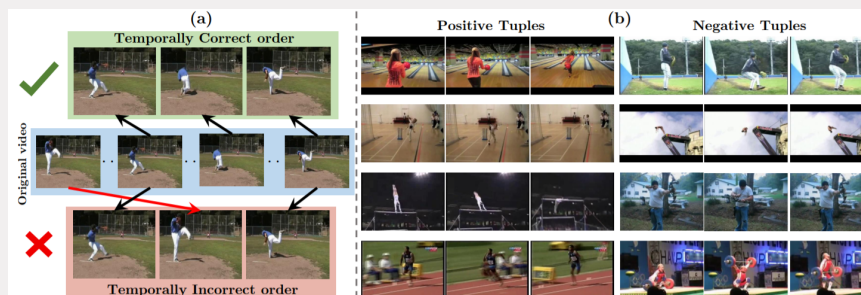 (a)
Temporally Correct order
Original video
Temporally Incorrect order
(b)
Positive Tuples
Negative Tuples